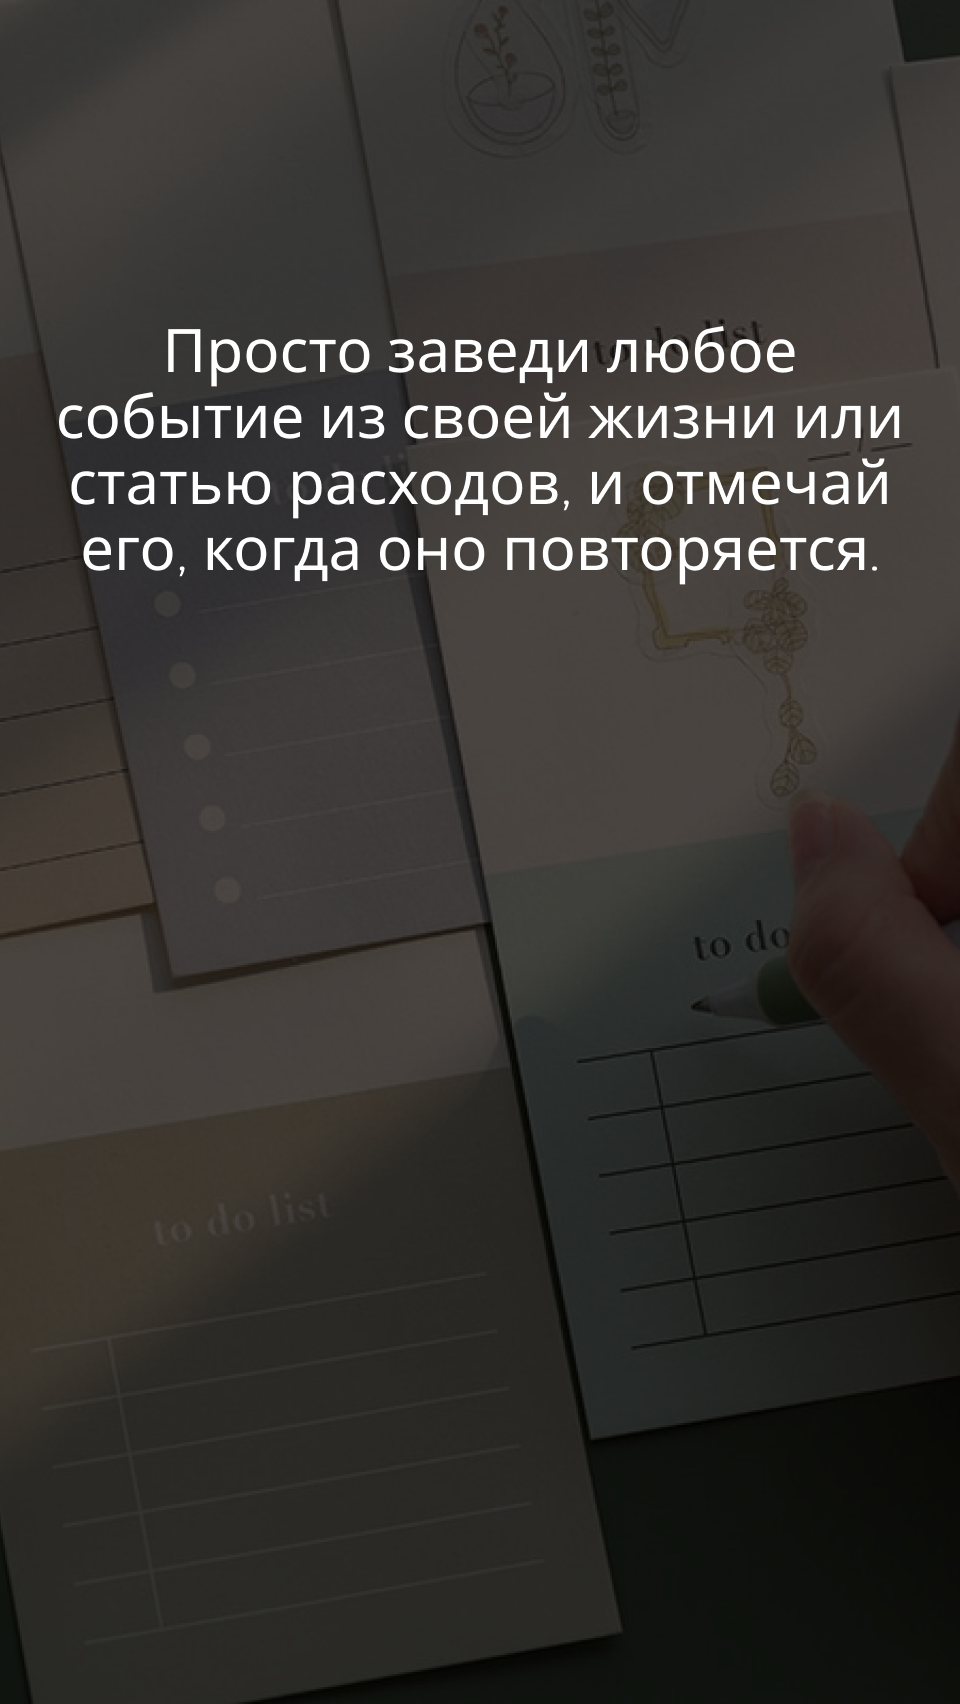 Просто заведи любое
событие из своей жизни или
статью расходов, и отмечай
его, когда оно повторяется.
to do list
to do
to do list